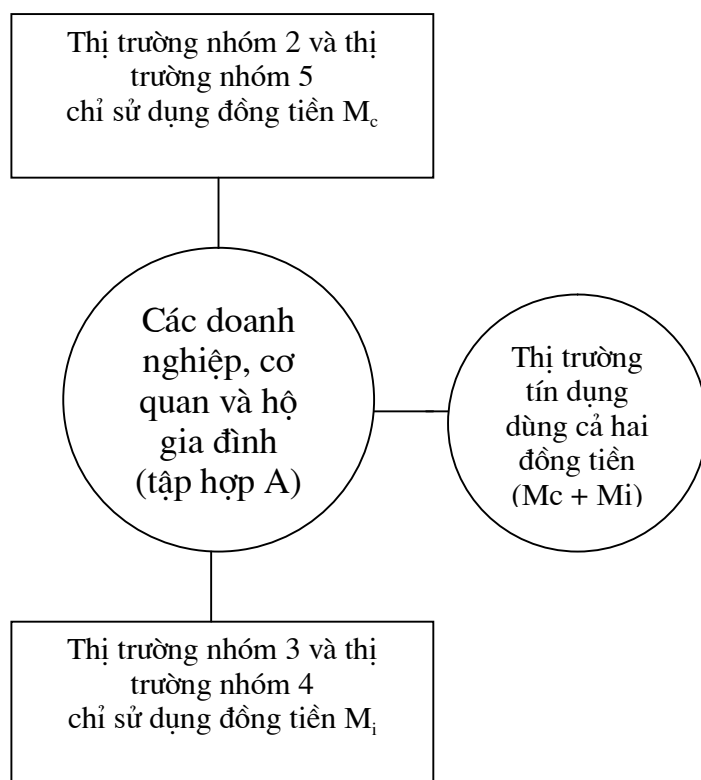 Thị trường nhóm 2 và thị
trường nhóm 5
chỉ sử dụng đồng tiền Mc
Các doanh
nghiệp, cơ
quan và hộ
gia đình
(tập hợp A)
Thị trường
tín dụng
dùng cả hai
đồng tiền
(Mc + Mi)
Thị trường nhóm 3 và thị
trường nhóm 4
chỉ sử dụng đồng tiền Mi